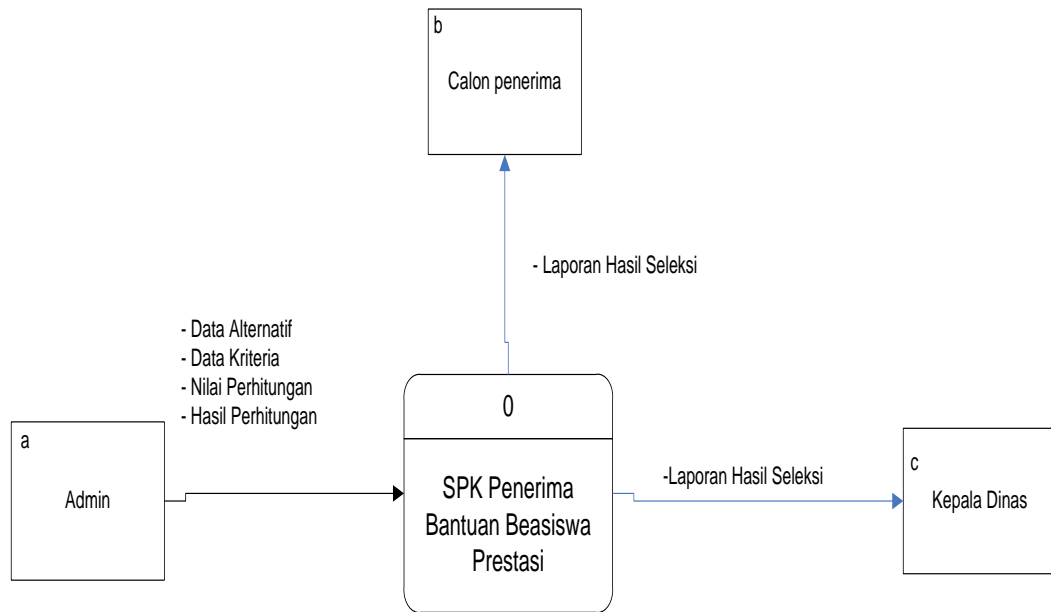 b
Calon penerima
- Laporan Hasil Seleksi
- Data Alternatif
- Data Kriteria
- Nilai Perhitungan
- Hasil Perhitungan
a
Admin
0
SPK Penerima
Bantuan Beasiswa
Prestasi
-Laporan Hasil Seleksi
c
Kepala Dinas